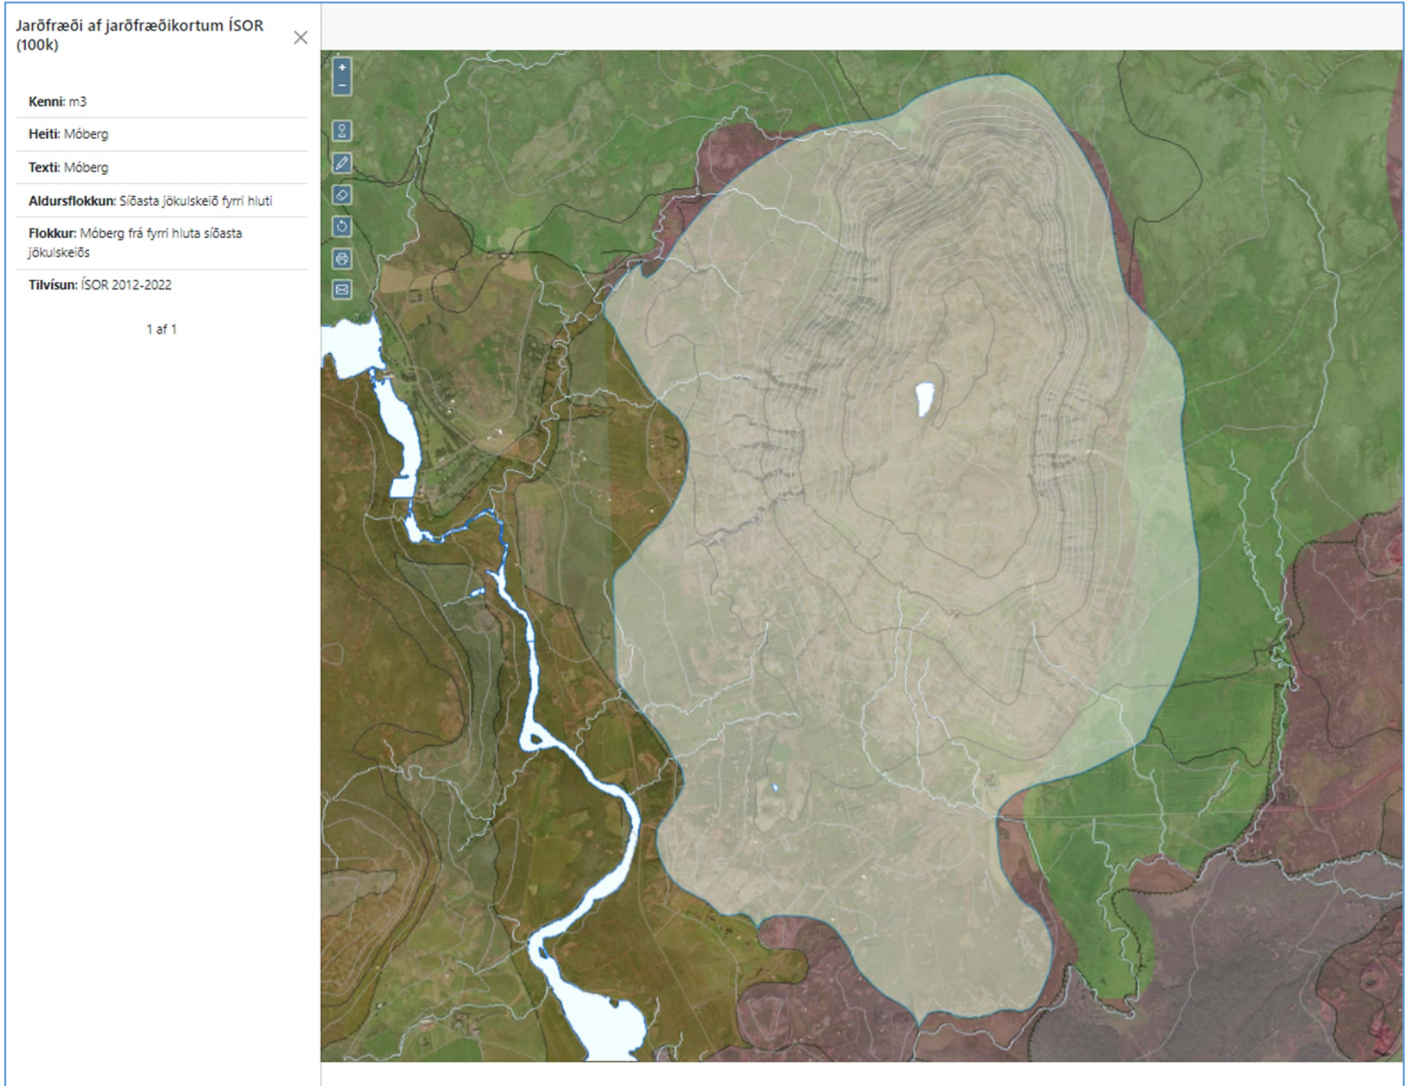 Jarðfræði af jarðfræðikortum ÍSOR
(100k)
Kenni: m3
Heiti: Móberg
Texti: Móberg
Aldursflokkun: Síðasta jökulskeið fyrri hluti
Flokkur: Móberg frá fyrri hluta síðasta
jökulskeiðs
Tilvísun: ÍSOR 2012-2022
1 af 1